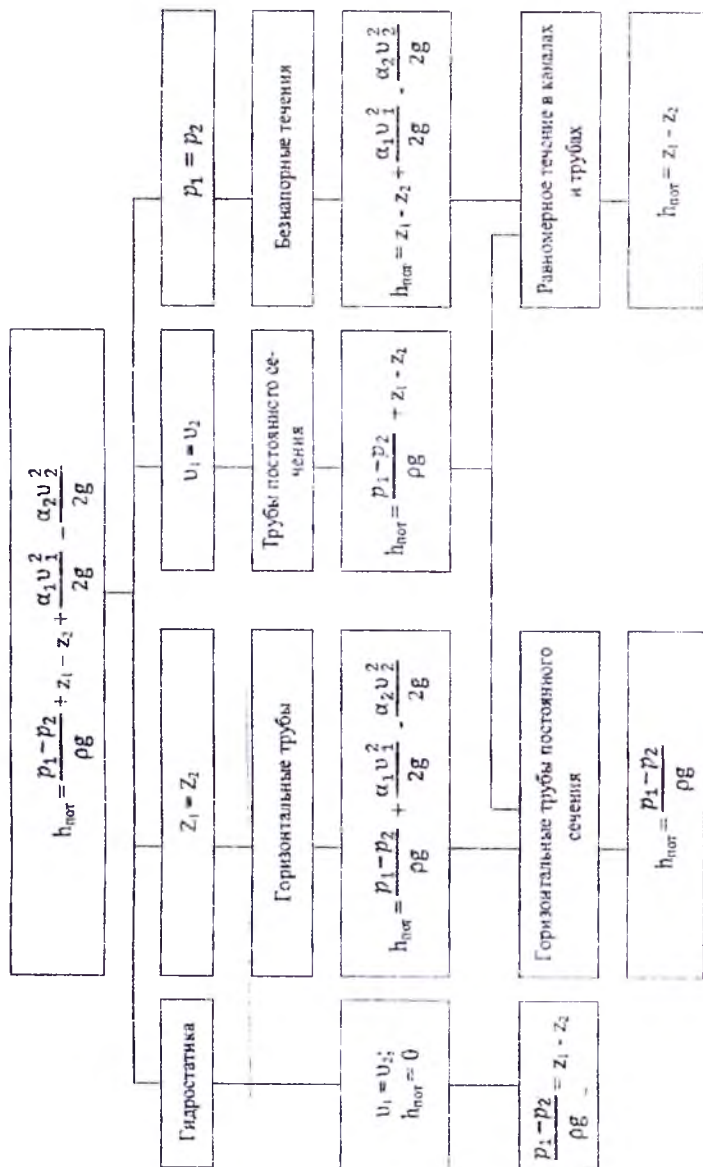 h_пот = (p₁ – p₂)/ρg + z₁ – z₂ + α₁υ₁²/2g – α₂υ₂²/2g
Гидростатика
Z₁ = Z₂
υ₁ = υ₂
p₁ = p₂
Горизонтальные трубы
Трубы постоянного се-
чения
Безнапорные течения
υ₁ = υ₂;
h_пот = 0
h_пот = (p₁–p₂)/ρg + α₁υ₁²/2g - α₂υ₂²/2g
h_пот = (p₁–p₂)/ρg + z₁ - z₂
h_пот = z₁ - z₂ + α₁υ₁²/2g - α₂υ₂²/2g
(p₁–p₂)/ρg = z₁ - z₂
Горизонтальные трубы постоянного
сечения
Равномерное течение в каналах
и трубах
h_пот = (p₁–p₂)/ρg
h_пот = z₁ – z₂